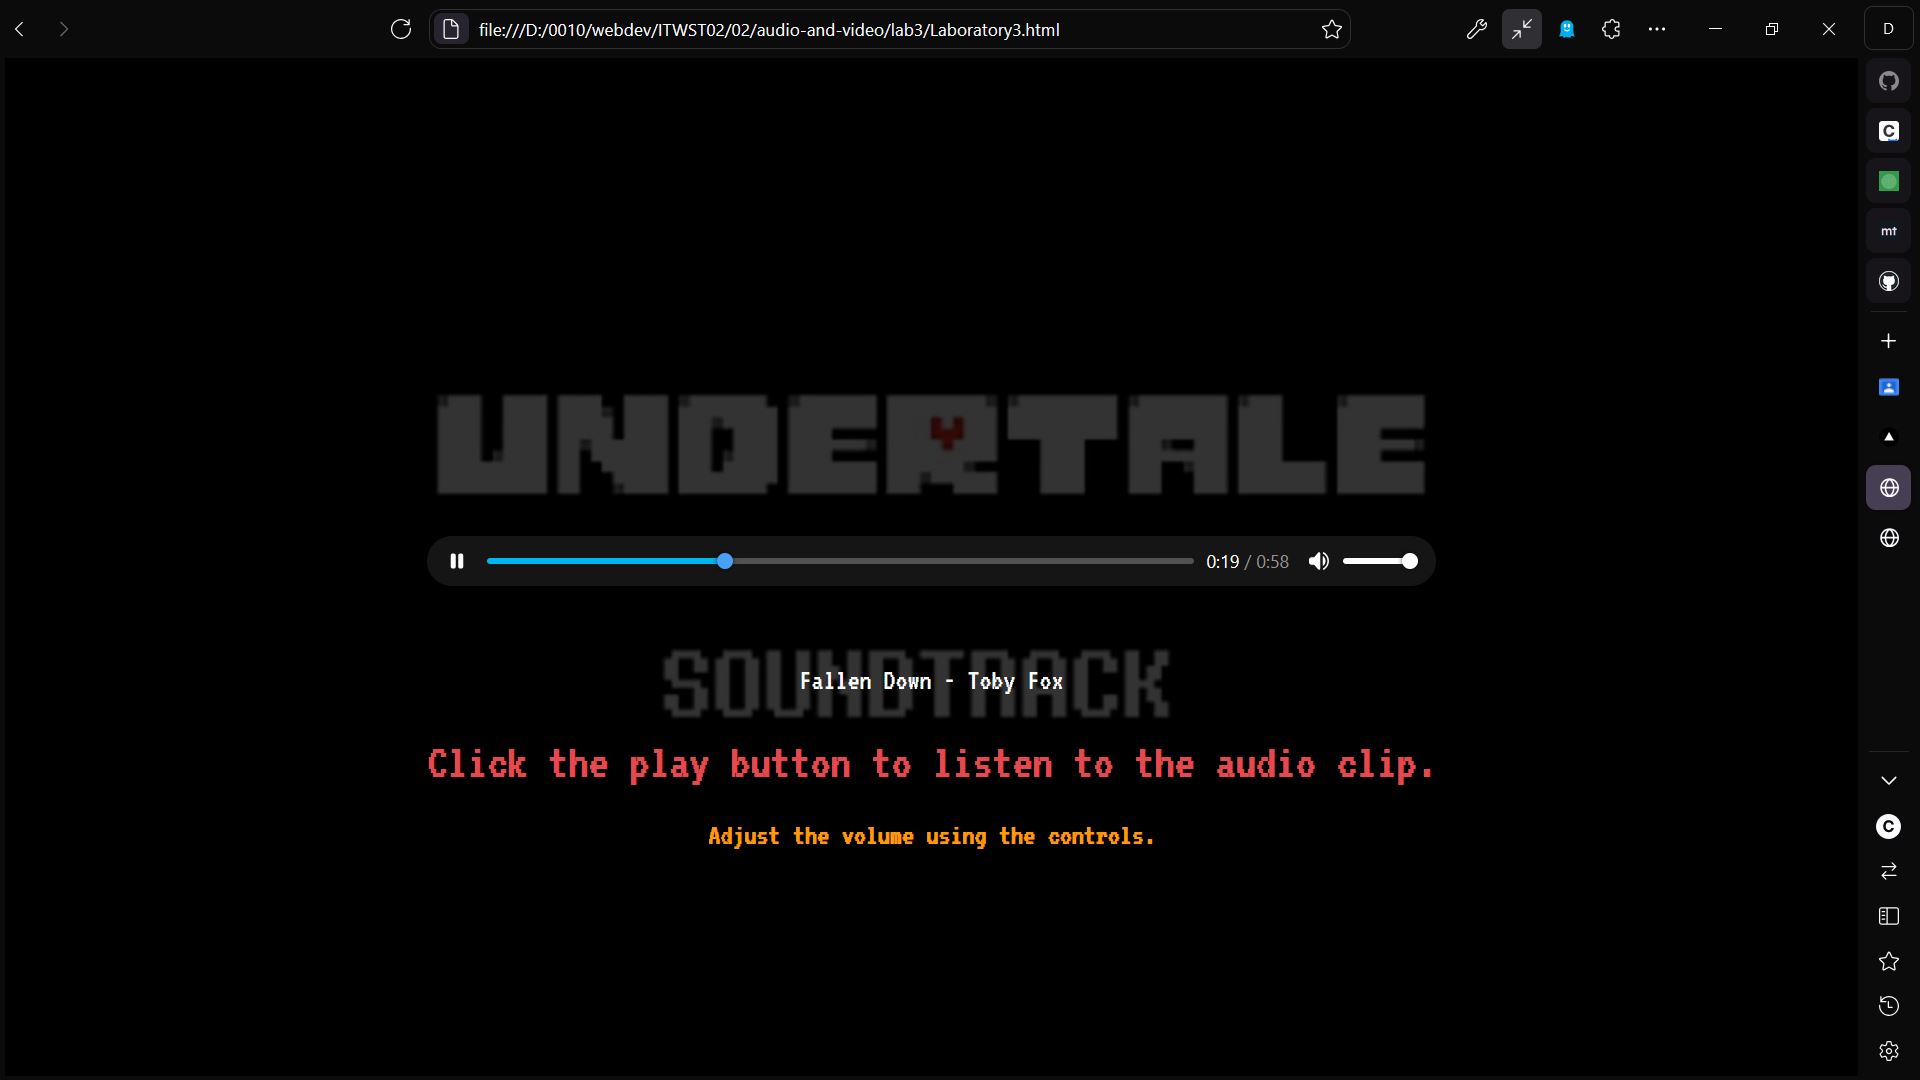 file:///D:/0010/webdev/ITWST02/02/audio-and-video/lab3/Laboratory3.html
D
C
mt
UNDERTALE
0:19 / 0:58
SOUNDTRACK
Fallen Down - Toby Fox
Click the play button to listen to the audio clip.
Adjust the volume using the controls.
C